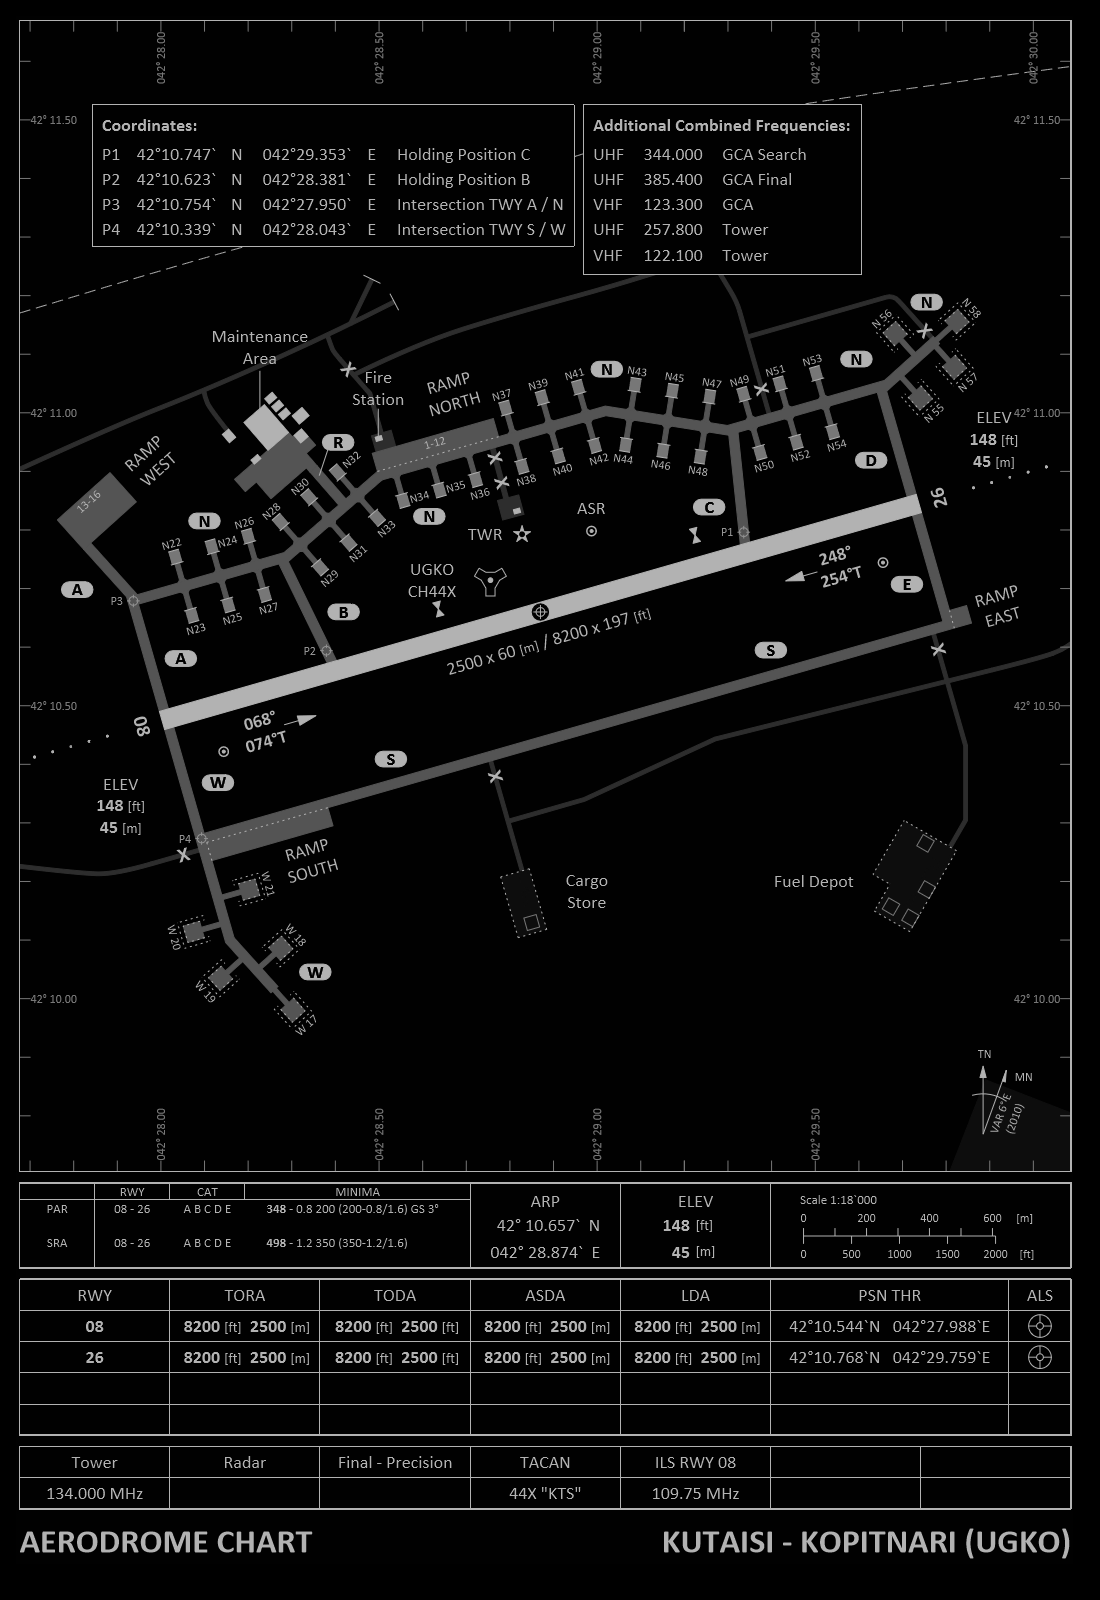 042° 28.00 042° 28.50 042° 29.00 042° 29.50 042° 30.00
42° 11.50 42° 11.50
Coordinates:
P1 42°10.747` N 042°29.353` E Holding Position C
P2 42°10.623` N 042°28.381` E Holding Position B
P3 42°10.754` N 042°27.950` E Intersection TWY A / N
P4 42°10.339` N 042°28.043` E Intersection TWY S / W
Additional Combined Frequencies:
UHF 344.000 GCA Search
UHF 385.400 GCA Final
VHF 123.300 GCA
UHF 257.800 Tower
VHF 122.100 Tower
Maintenance
Area
Fire
Station
RAMP
NORTH
RAMP
WEST
1-12
13-16
N
N 56
N 58
N 57
N 55
N
N53
N51
N49
N47
N45
N43
N
N41
N39
N37
42° 11.00 42° 11.00
ELEV
148 [ft]
45 [m]
R
N32
N30
N28
N26
N24
N22
N
N34
N35
N36
N38
N40
N42
N44
N46
N48
N50
N52
N54
D
26
N
N33
N31
N29
N27
N25
N23
TWR
ASR
C
P1
UGKO
CH44X
248°
254°T
E
RAMP
EAST
A
P3
B
P2
A
2500 x 60 [m] / 8200 x 197 [ft]
S
08
068°
074°T
42° 10.50 42° 10.50
S
W
ELEV
148 [ft]
45 [m]
P4
RAMP
SOUTH
W 21
W 20
W 18
W 19
W 17
W
Cargo
Store
Fuel Depot
42° 10.00 42° 10.00
TN
MN
VAR 6°E
(2010)
042° 28.00 042° 28.50 042° 29.00 042° 29.50
RWY CAT MINIMA
PAR 08 - 26 A B C D E 348 - 0.8 200 (200-0.8/1.6) GS 3°
SRA 08 - 26 A B C D E 498 - 1.2 350 (350-1.2/1.6)
ARP
42° 10.657` N
042° 28.874` E
ELEV
148 [ft]
45 [m]
Scale 1:18`000
0 200 400 600 [m]
0 500 1000 1500 2000 [ft]
RWY TORA TODA ASDA LDA PSN THR ALS
08 8200 [ft] 2500 [m] 8200 [ft] 2500 [ft] 8200 [ft] 2500 [m] 8200 [ft] 2500 [m] 42°10.544`N 042°27.988`E
26 8200 [ft] 2500 [m] 8200 [ft] 2500 [ft] 8200 [ft] 2500 [m] 8200 [ft] 2500 [m] 42°10.768`N 042°29.759`E
Tower Radar Final - Precision TACAN ILS RWY 08
134.000 MHz 44X "KTS" 109.75 MHz
AERODROME CHART KUTAISI - KOPITNARI (UGKO)